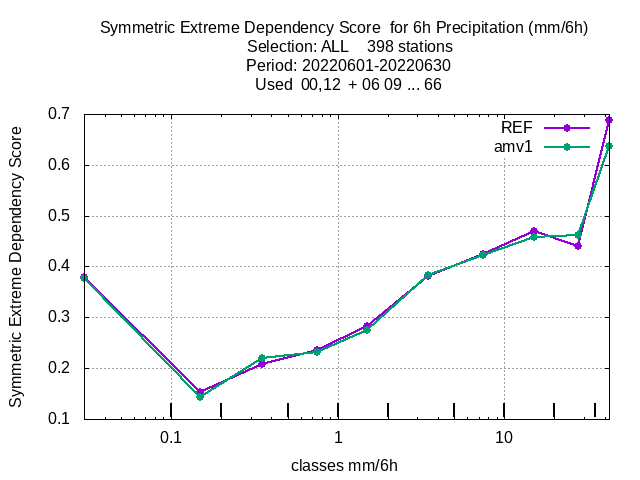 Symmetric Extreme Dependency Score  for 6h Precipitation (mm/6h)
Selection: ALL    398 stations
Period: 20220601-20220630
Used  00,12  + 06 09 ... 66
Symmetric Extreme Dependency Score
0.7
0.6
0.5
0.4
0.3
0.2
0.1
REF
amv1
0.1
1
10
classes mm/6h